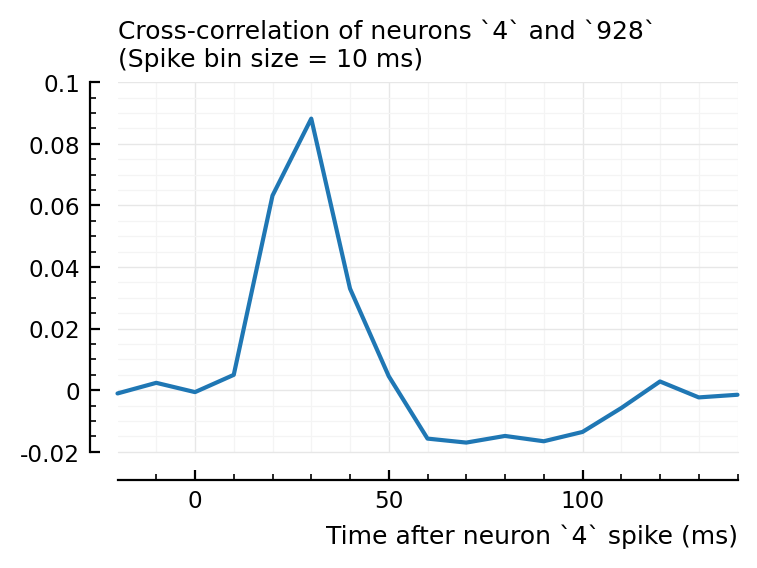 Cross-correlation of neurons `4` and `928`
(Spike bin size = 10 ms)
0.1
0.08
0.06
0.04
0.02
0
-0.02
0 50 100
Time after neuron `4` spike (ms)